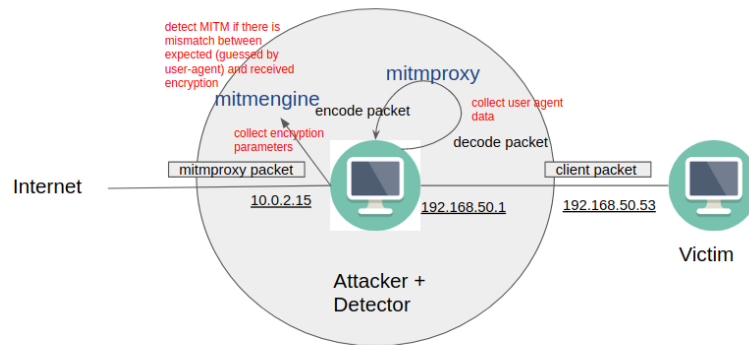 detect MITM if there is
mismatch between
expected (guessed by
user-agent) and received
encryption
mitmengine
mitmproxy
encode packet
collect user agent
data
collect encryption
parameters
decode packet
mitmproxy packet
client packet
Internet
10.0.2.15
192.168.50.1
192.168.50.53
Attacker +
Detector
Victim